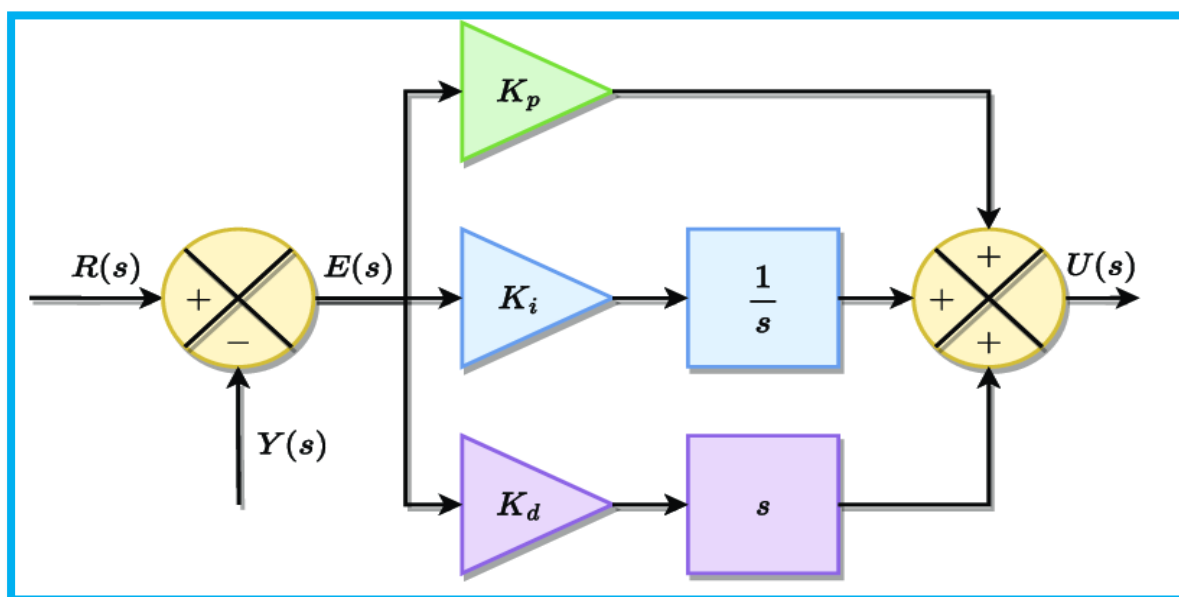 K_p
R(s)
+
−
E(s)
K_i
1/s
+
+
+
U(s)
Y(s)
K_d
s